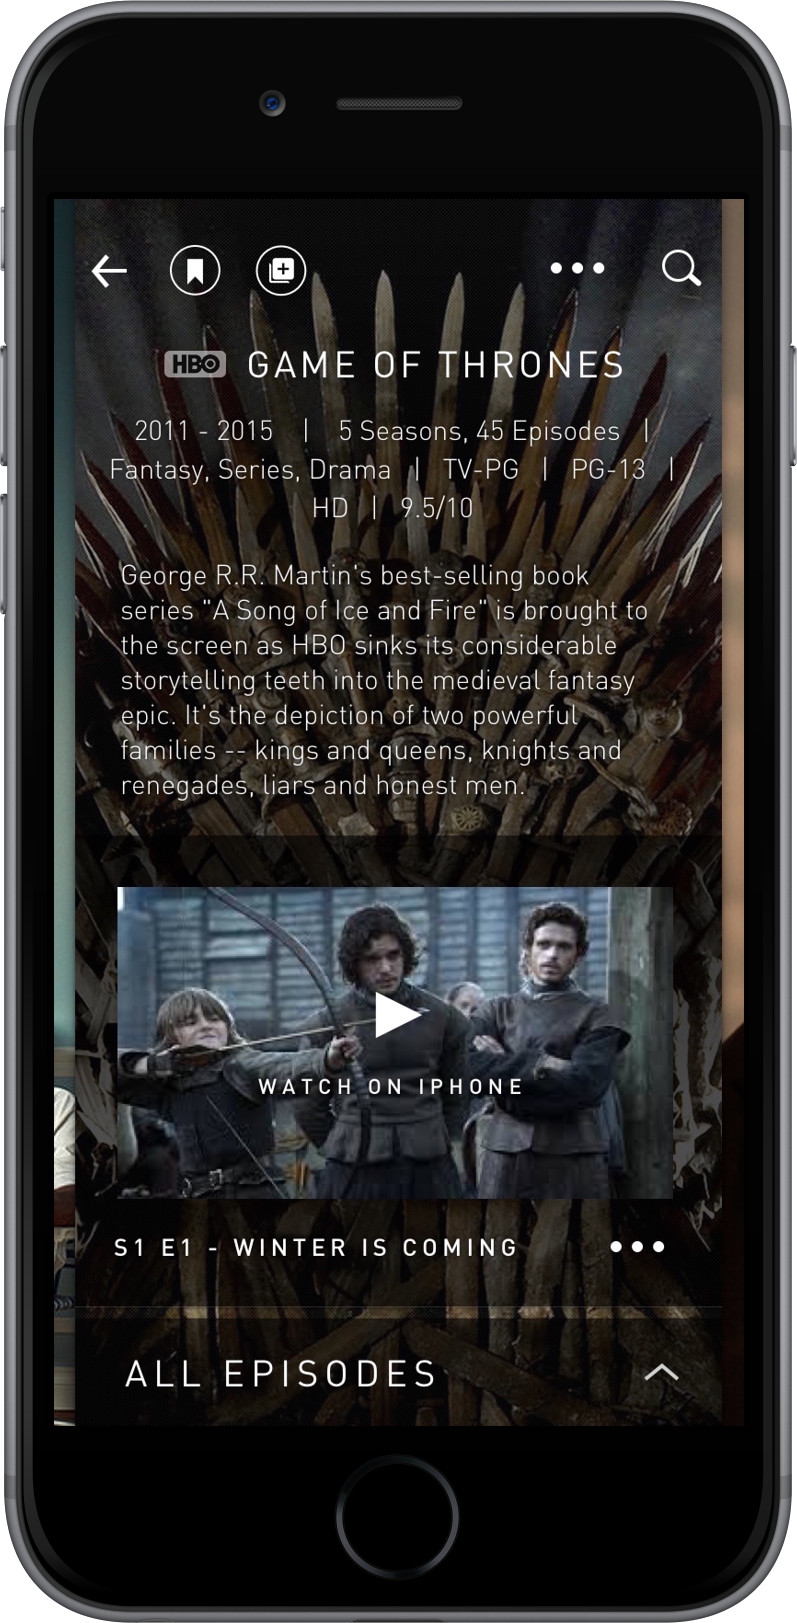 HBO GAME OF THRONES
2011 - 2015 | 5 Seasons, 45 Episodes |
Fantasy, Series, Drama | TV-PG | PG-13 |
HD | 9.5/10
George R.R. Martin's best-selling book
series "A Song of Ice and Fire" is brought to
the screen as HBO sinks its considerable
storytelling teeth into the medieval fantasy
epic. It's the depiction of two powerful
families -- kings and queens, knights and
renegades, liars and honest men.
WATCH ON IPHONE
S1 E1 - WINTER IS COMING
ALL EPISODES